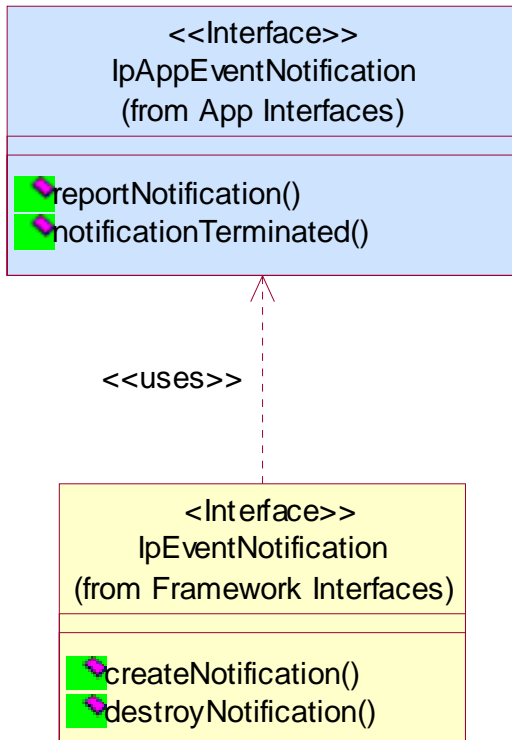 <<Interface>>
IpAppEventNotification
(from App Interfaces)
reportNotification()
notificationTerminated()
<<uses>>
<Interface>>
IpEventNotification
(from Framework Interfaces)
createNotification()
destroyNotification()